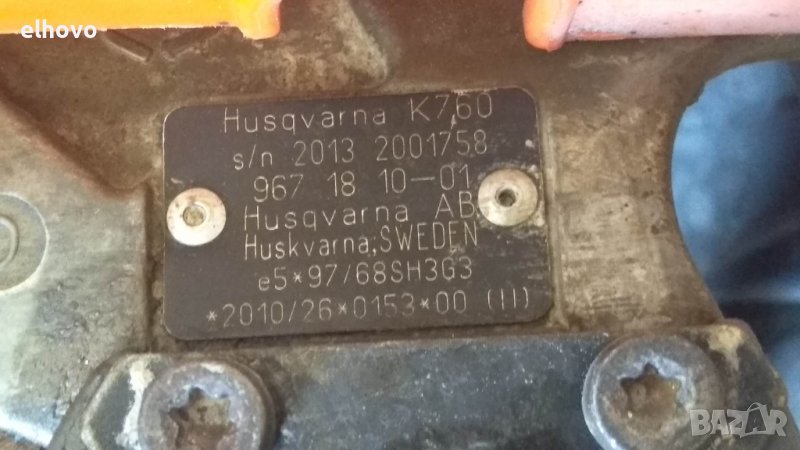 elhovo
Husqvarna K760
s/n 2013 2001758
967 18 10-01
Husqvarna AB
Huskvarna, SWEDEN
e5*97/68SH3G3
*2010/26*0153*00 (II)
BAZAR